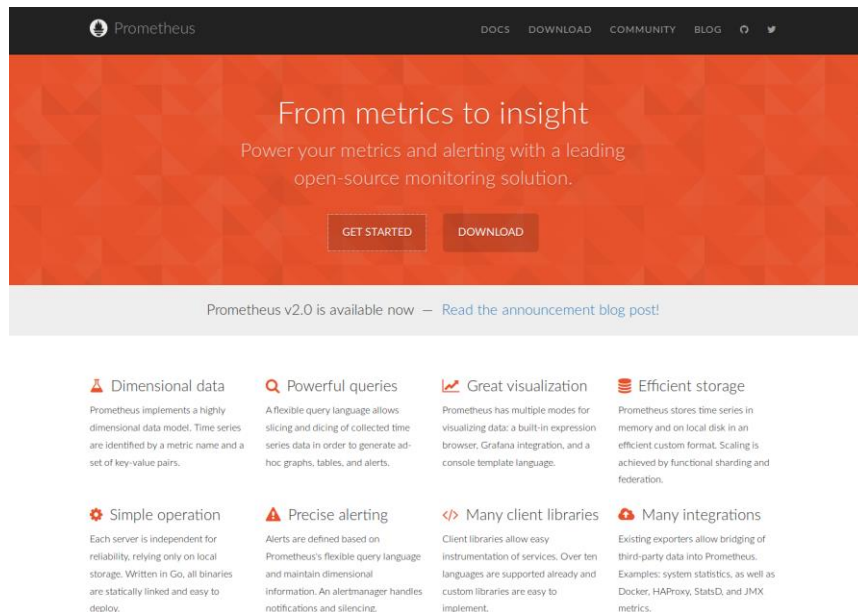 Prometheus
DOCS DOWNLOAD COMMUNITY BLOG
From metrics to insight
Power your metrics and alerting with a leading
open-source monitoring solution.
GET STARTED DOWNLOAD
Prometheus v2.0 is available now — Read the announcement blog post!
Dimensional data
Prometheus implements a highly
dimensional data model. Time series
are identified by a metric name and a
set of key-value pairs.
Powerful queries
A flexible query language allows
slicing and dicing of collected time
series data in order to generate ad-
hoc graphs, tables, and alerts.
Great visualization
Prometheus has multiple modes for
visualizing data: a built-in expression
browser, Grafana integration, and a
console template language.
Efficient storage
Prometheus stores time series in
memory and on local disk in an
efficient custom format. Scaling is
achieved by functional sharding and
federation.
Simple operation
Each server is independent for
reliability, relying only on local
storage. Written in Go, all binaries
are statically linked and easy to
deploy.
Precise alerting
Alerts are defined based on
Prometheus's flexible query language
and maintain dimensional
information. An alertmanager handles
notifications and silencing.
Many client libraries
Client libraries allow easy
instrumentation of services. Over ten
languages are supported already and
custom libraries are easy to
implement.
Many integrations
Existing exporters allow bridging of
third-party data into Prometheus.
Examples: system statistics, as well as
Docker, HAProxy, StatsD, and JMX
metrics.